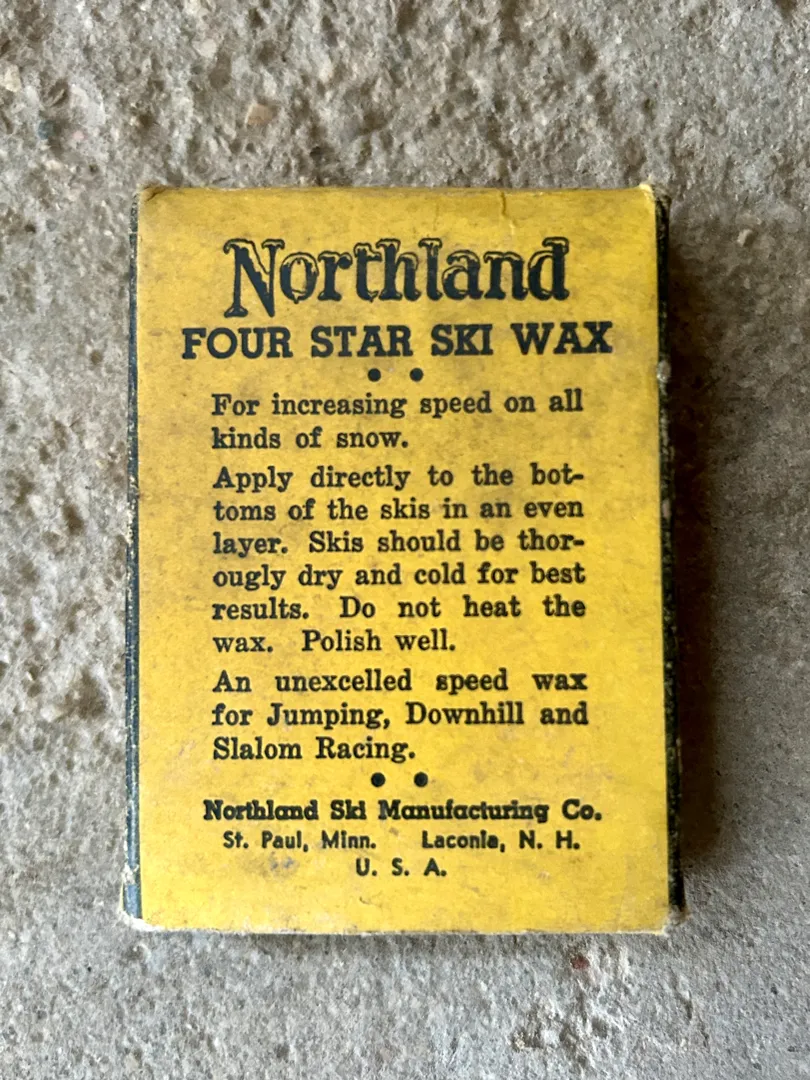 Northland
FOUR STAR SKI WAX
For increasing speed on all
kinds of snow.
Apply directly to the bot-
toms of the skis in an even
layer. Skis should be thor-
ougly dry and cold for best
results. Do not heat the
wax. Polish well.
An unexcelled speed wax
for Jumping, Downhill and
Slalom Racing.
Northland Ski Manufacturing Co.
St. Paul, Minn. Laconia, N. H.
U. S. A.